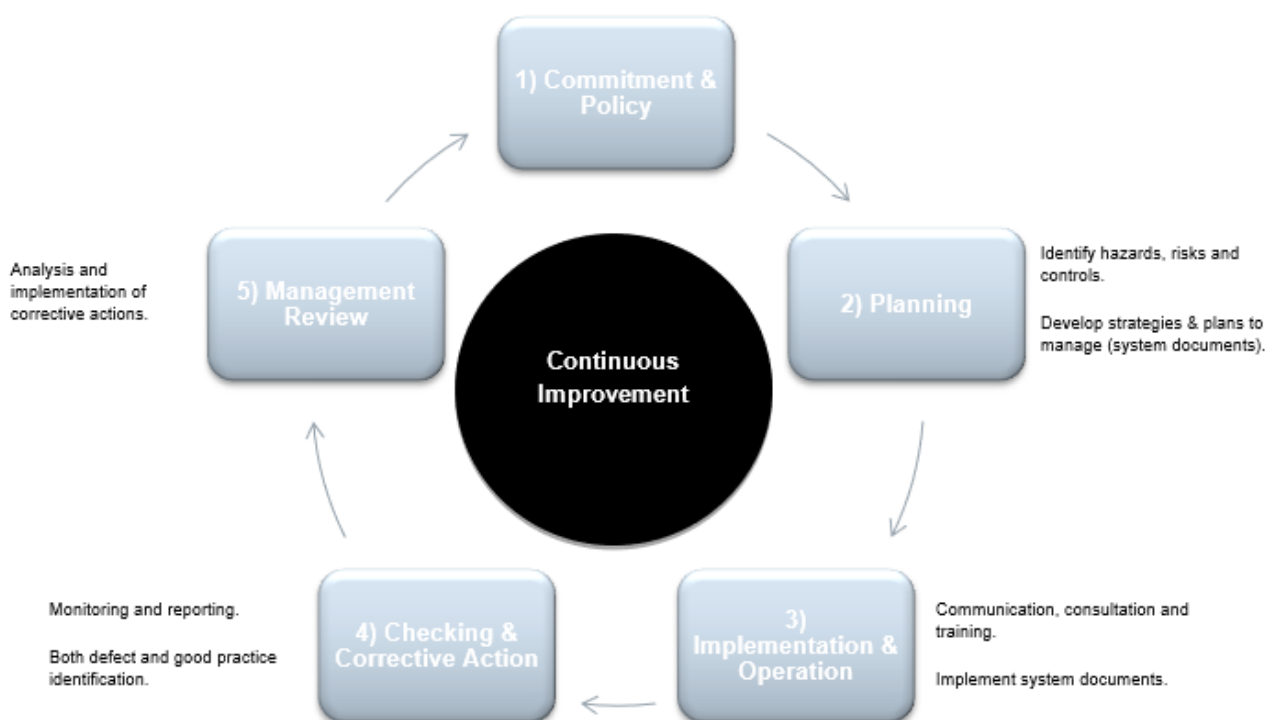 1) Commitment &
Policy
2) Planning
Identify hazards, risks and
controls.
Develop strategies & plans to
manage (system documents).
3)
Implementation &
Operation
Communication, consultation and
training.
Implement system documents.
4) Checking &
Corrective Action
Monitoring and reporting.
Both defect and good practice
identification.
5) Management
Review
Analysis and
implementation of
corrective actions.
Continuous
Improvement